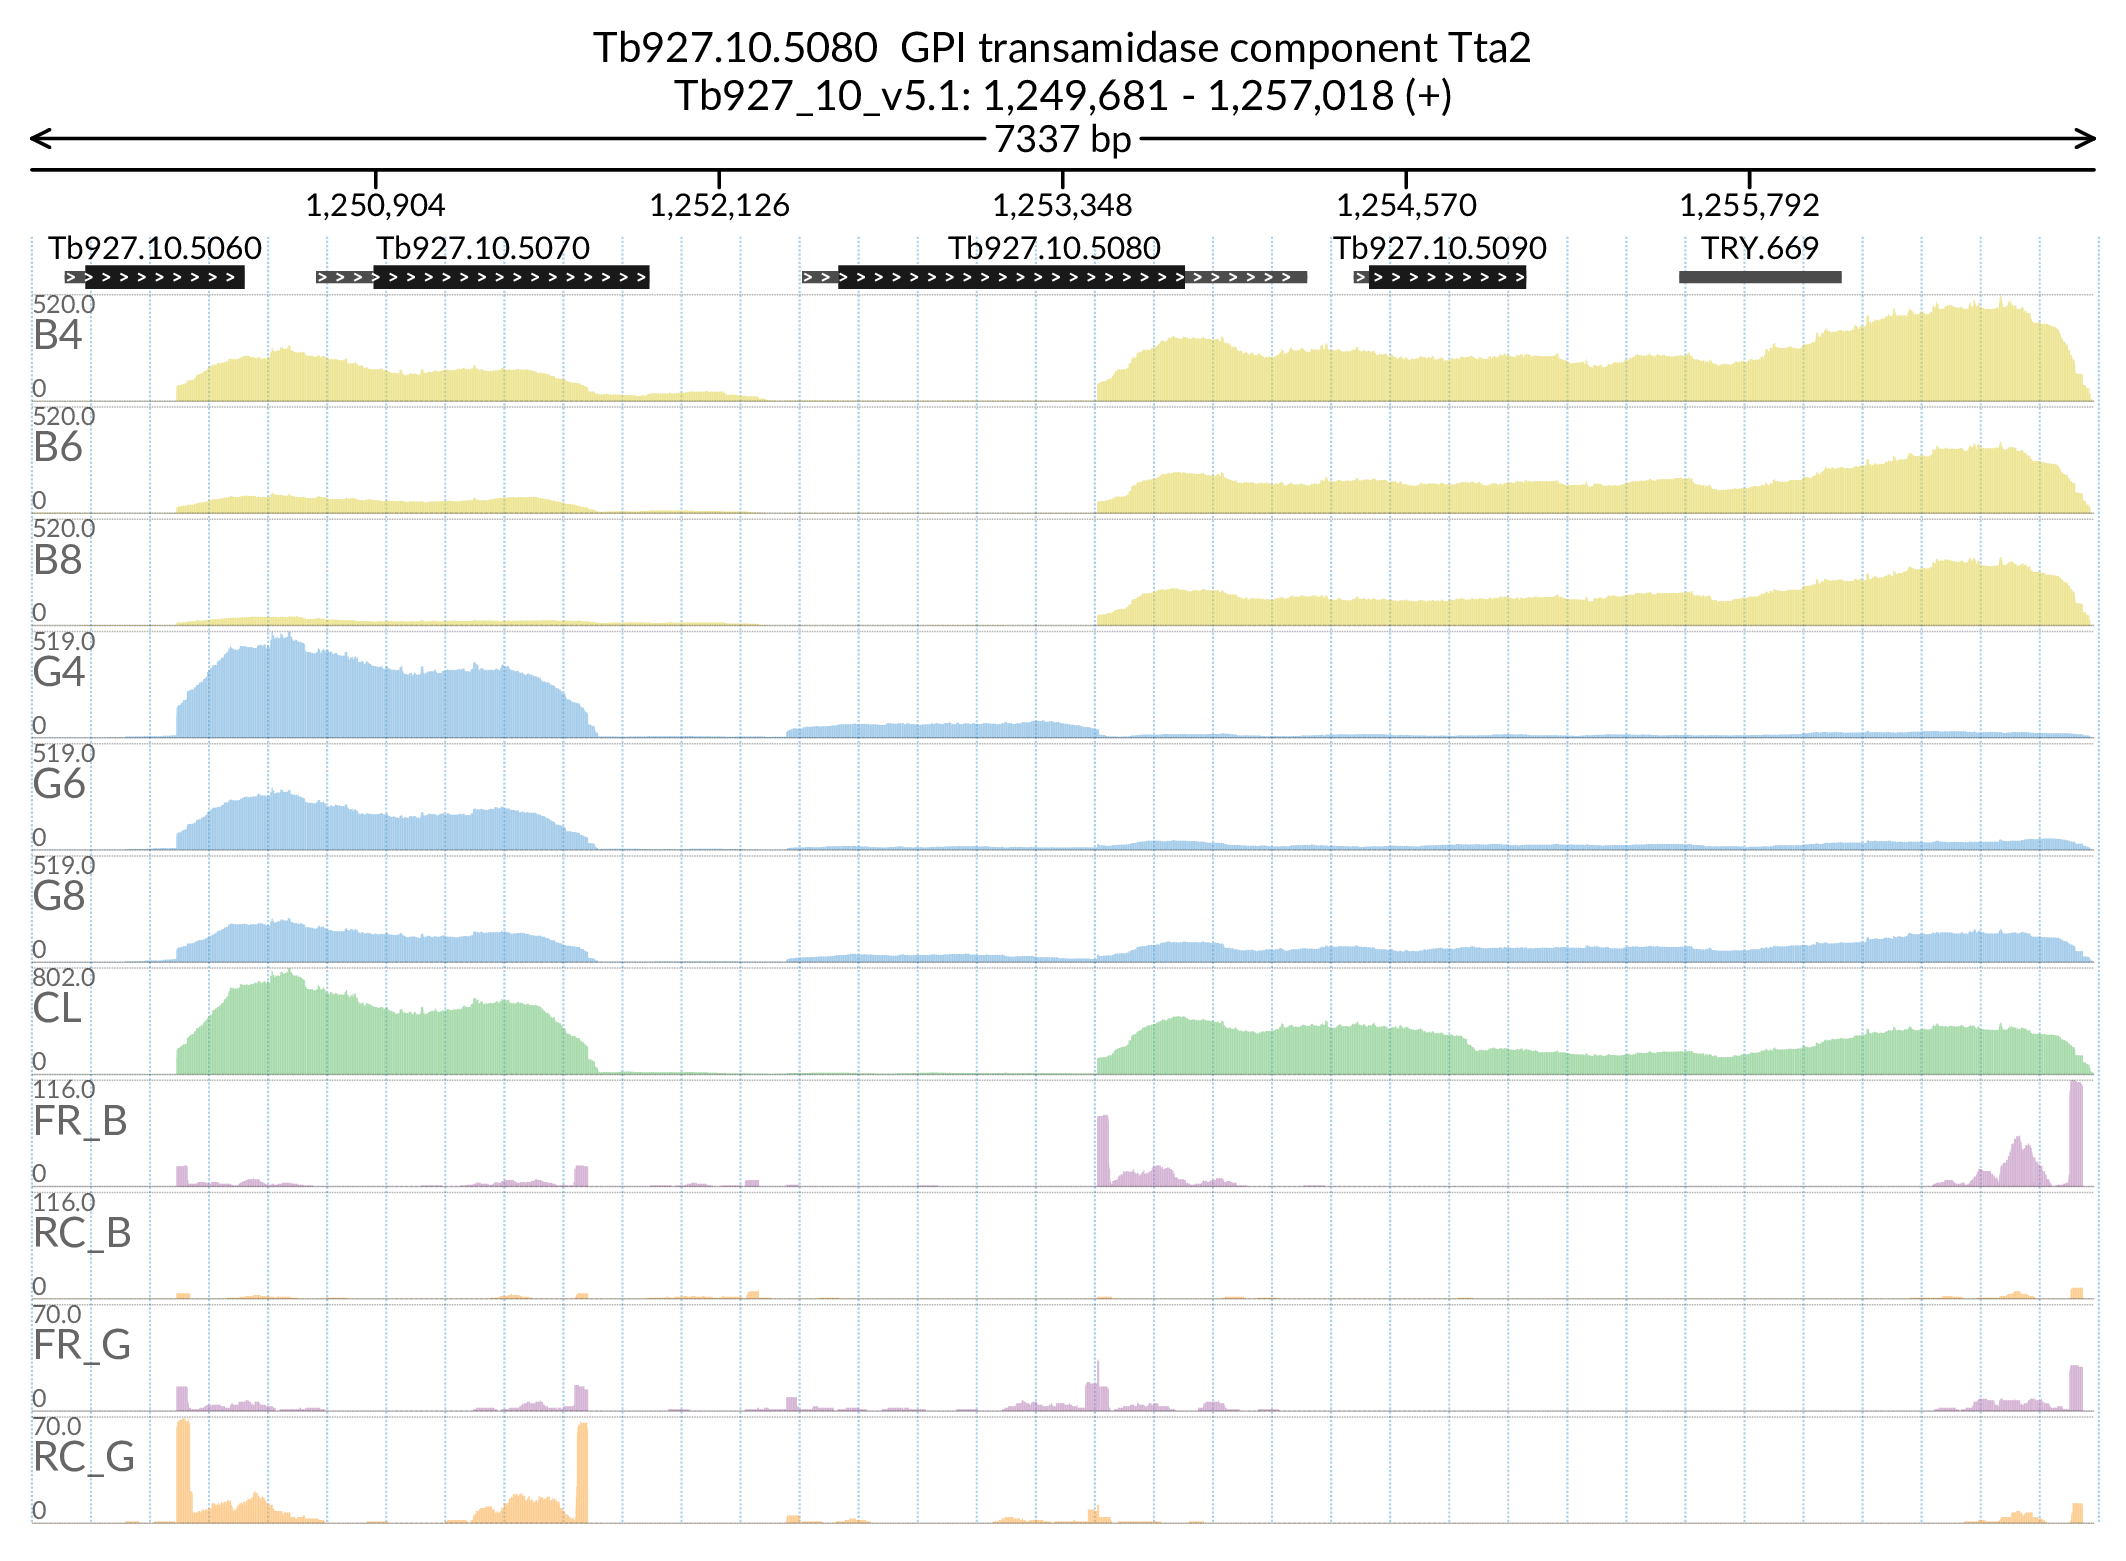 Tb927.10.5080  GPI transamidase component Tta2
Tb927_10_v5.1: 1,249,681 - 1,257,018 (+)
7337 bp
1,250,904 1,252,126 1,253,348 1,254,570 1,255,792
Tb927.10.5060 Tb927.10.5070 Tb927.10.5080 Tb927.10.5090 TRY.669
520.0
B4
0
520.0
B6
0
520.0
B8
0
519.0
G4
0
519.0
G6
0
519.0
G8
0
802.0
CL
0
116.0
FR_B
0
116.0
RC_B
0
70.0
FR_G
0
70.0
RC_G
0